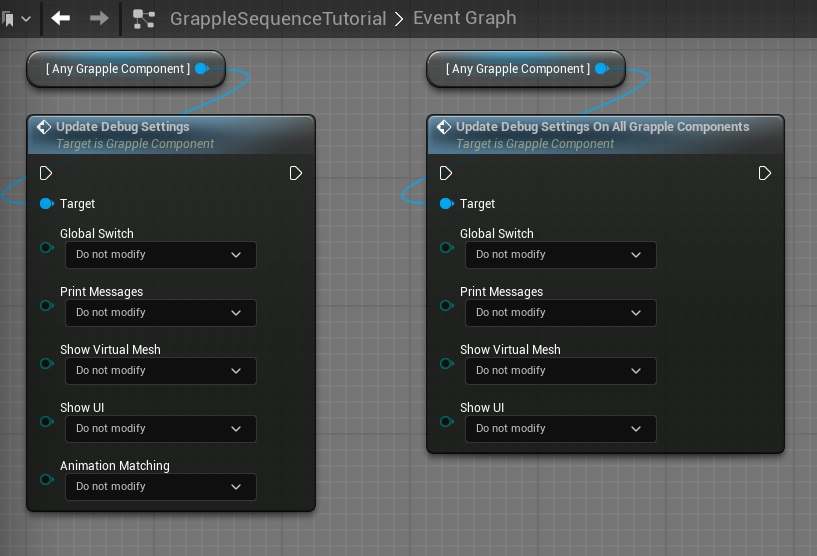 GrappleSequenceTutorial > Event Graph
[ Any Grapple Component ]
Update Debug Settings
Target is Grapple Component
Target
Global Switch
Do not modify
Print Messages
Do not modify
Show Virtual Mesh
Do not modify
Show UI
Do not modify
Animation Matching
Do not modify
[ Any Grapple Component ]
Update Debug Settings On All Grapple Components
Target is Grapple Component
Target
Global Switch
Do not modify
Print Messages
Do not modify
Show Virtual Mesh
Do not modify
Show UI
Do not modify